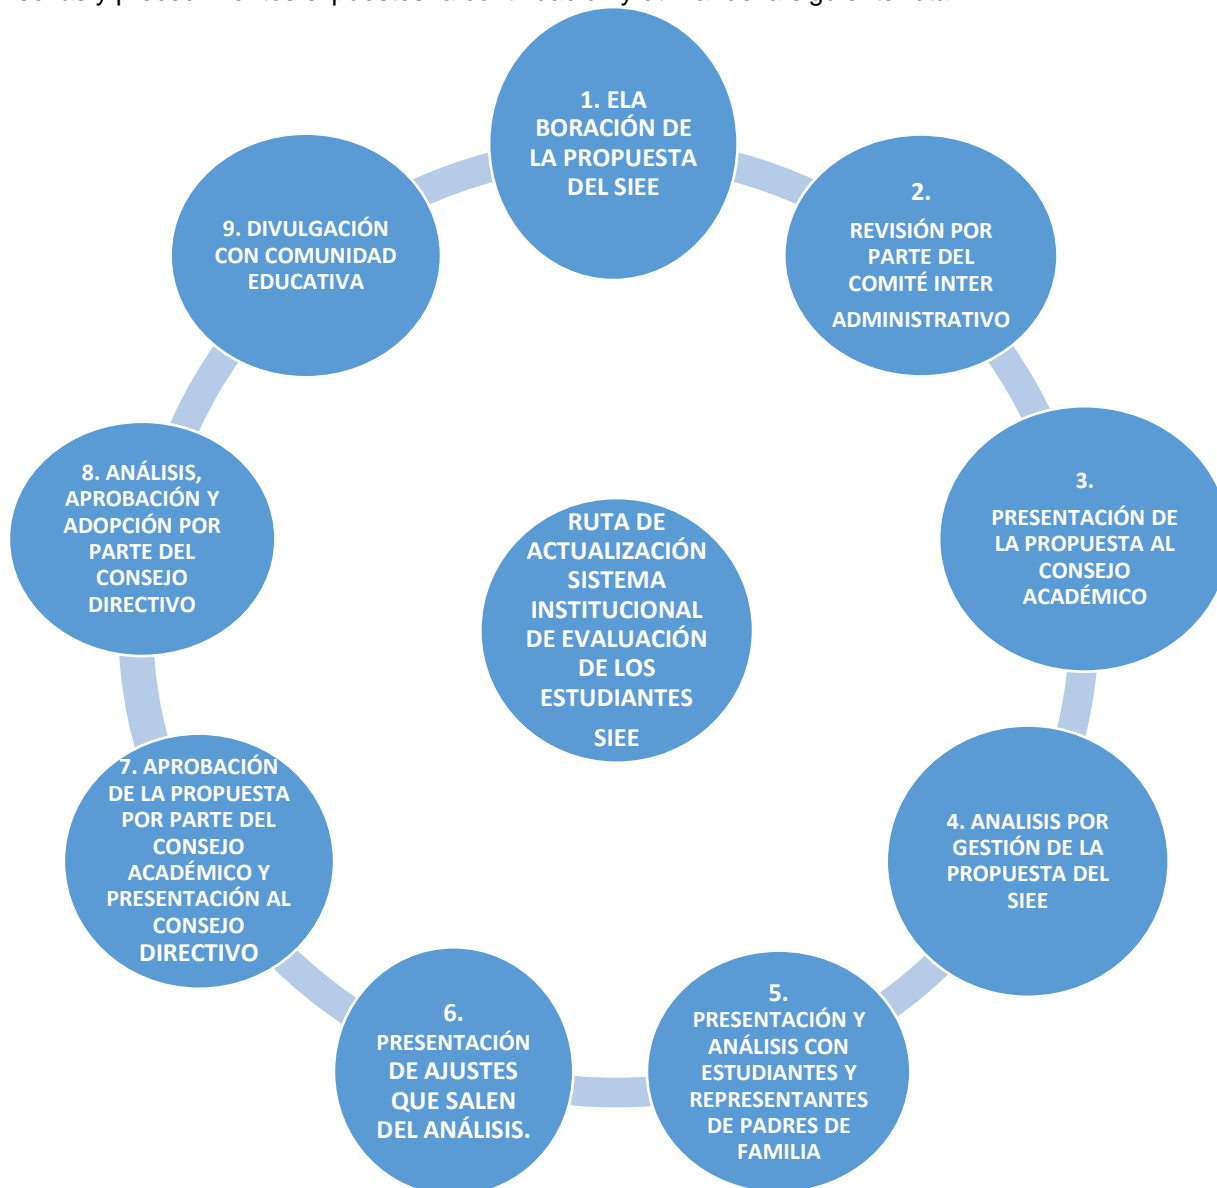 1. ELA
BORACIÓN DE
LA PROPUESTA
DEL SIEE
2.
REVISIÓN POR
PARTE DEL
COMITÉ INTER
ADMINISTRATIVO
3.
PRESENTACIÓN DE
LA PROPUESTA AL
CONSEJO
ACADÉMICO
4. ANALISIS POR
GESTIÓN DE LA
PROPUESTA DEL
SIEE
5.
PRESENTACIÓN Y
ANÁLISIS CON
ESTUDIANTES Y
REPRESENTANTES
DE PADRES DE
FAMILIA
6.
PRESENTACIÓN
DE AJUSTES
QUE SALEN
DEL ANÁLISIS.
7. APROBACIÓN
DE LA PROPUESTA
POR PARTE DEL
CONSEJO
ACADÉMICO Y
PRESENTACIÓN AL
CONSEJO
DIRECTIVO
8. ANÁLISIS,
APROBACIÓN Y
ADOPCIÓN POR
PARTE DEL
CONSEJO
DIRECTIVO
9. DIVULGACIÓN
CON COMUNIDAD
EDUCATIVA
RUTA DE
ACTUALIZACIÓN
SISTEMA
INSTITUCIONAL
DE EVALUACIÓN
DE LOS
ESTUDIANTES
SIEE